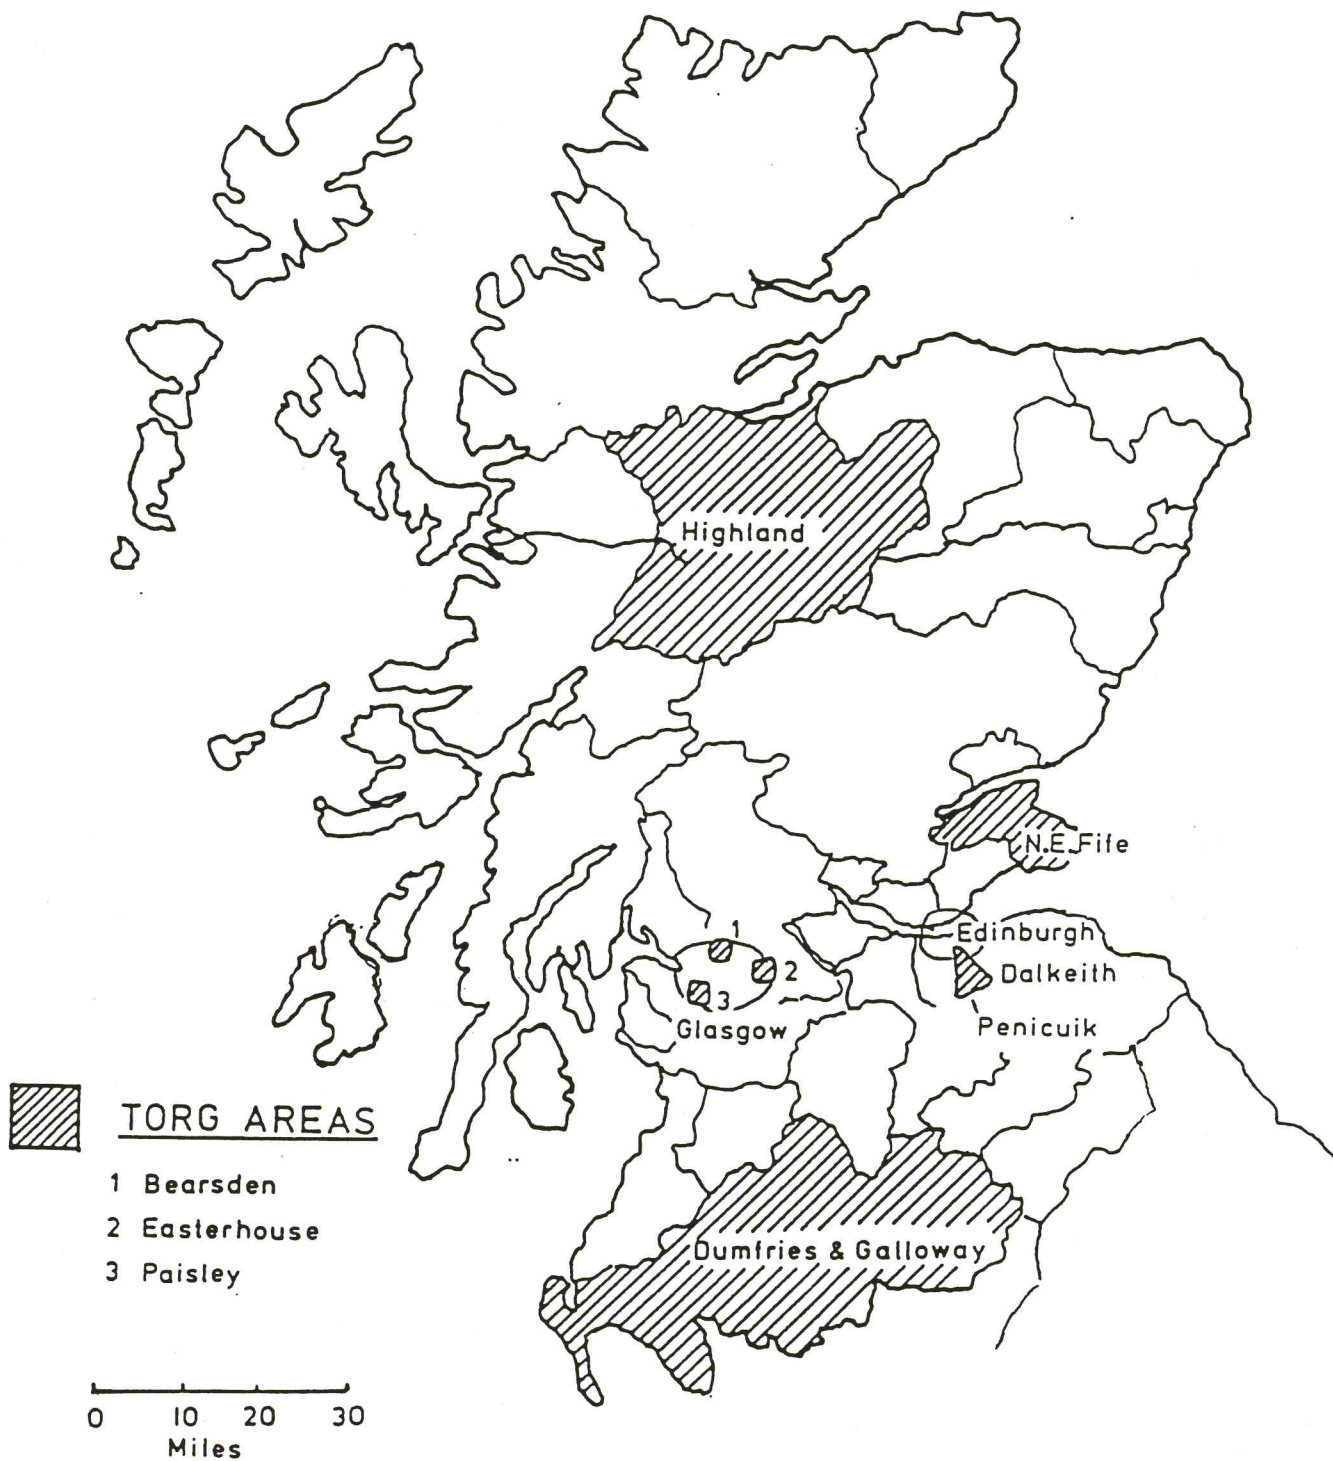 Highland
N.E.Fife
Edinburgh
1
2
Dalkeith
3
Glasgow
Penicuik
TORG AREAS
1 Bearsden
2 Easterhouse
3 Paisley
Dumfries & Galloway
0 10 20 30
Miles